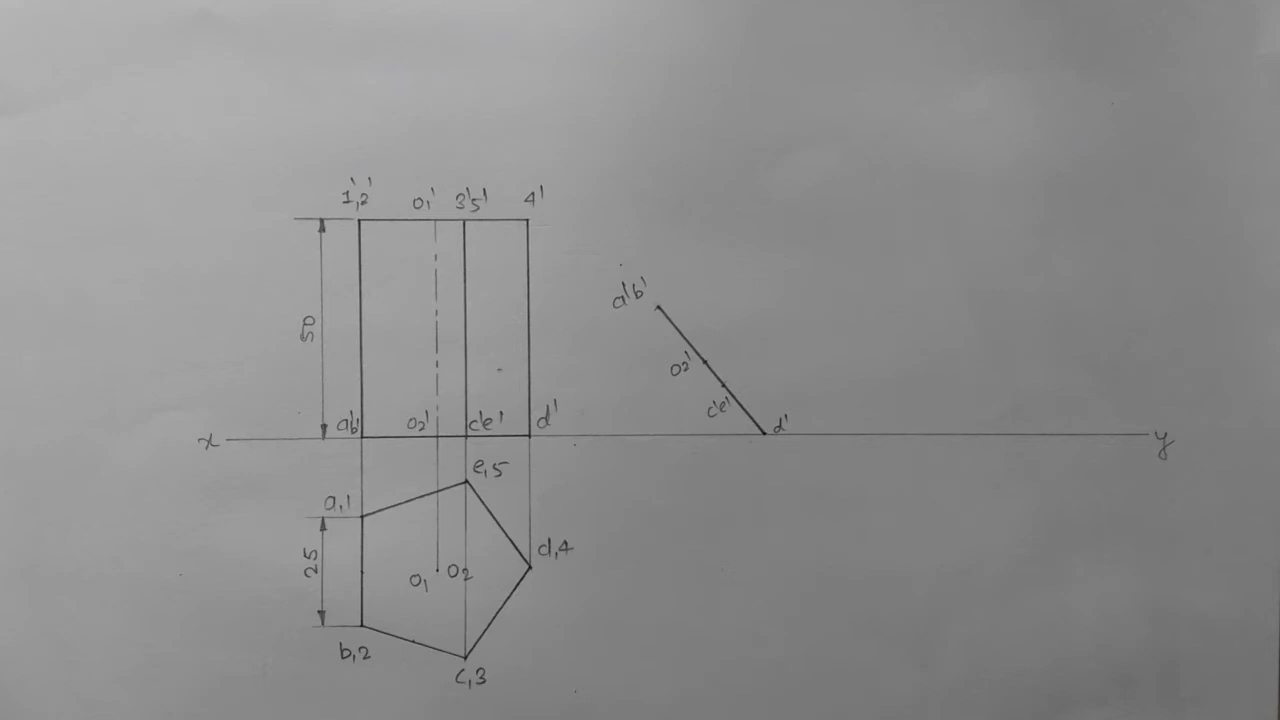 1',2' o₁' 3'5' 4'
50
a'b' o₂' c'e' d'
a'b' o₂' c'e' d'
x y
e,5
a,1
25
o₁ o₂
d,4
b,2
c,3